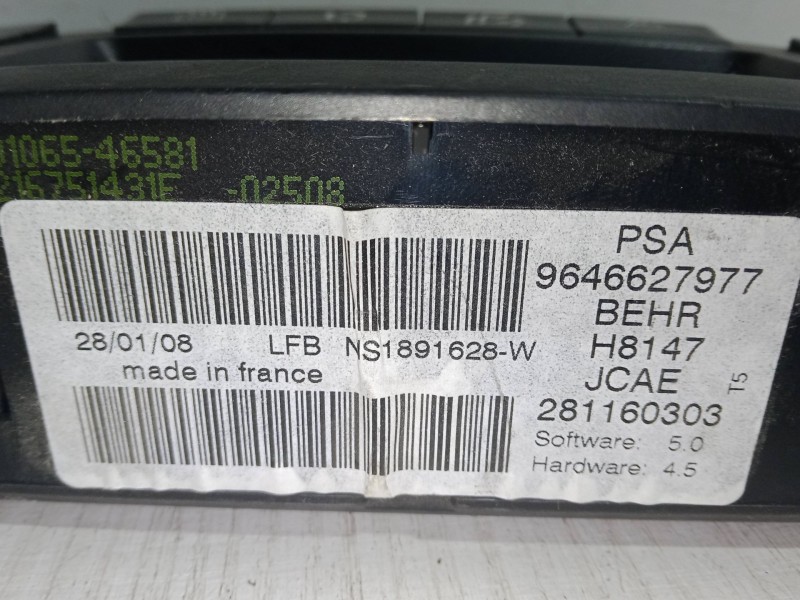 01065-46581
216751431E -02508
PSA
9646627977
BEHR
H8147
JCAE
281160303
T5
Software: 5.0
Hardware: 4.5
28/01/08 LFB NS1891628-W
made in france